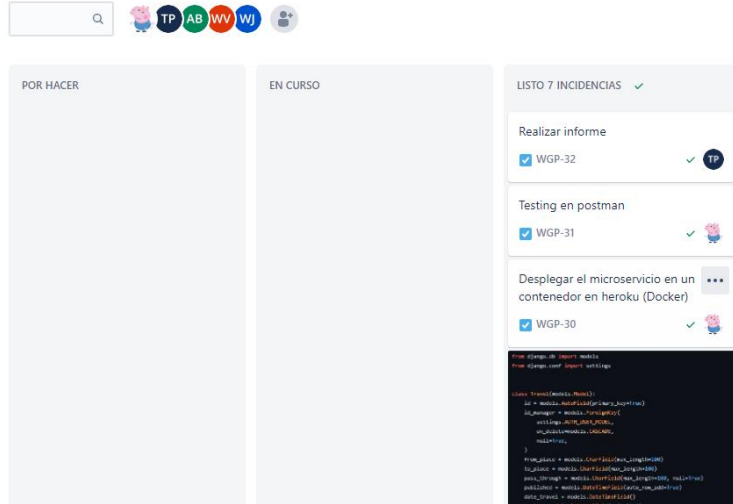 TP AB WV WJ
POR HACER
EN CURSO
LISTO 7 INCIDENCIAS
Realizar informe
WGP-32
TP
Testing en postman
WGP-31
Desplegar el microservicio en un
contenedor en heroku (Docker)
WGP-30
from django.db import models
from django.conf import settings
class Travel(models.Model):
id = models.AutoField(primary_key=True)
id_manager = models.ForeignKey(
settings.AUTH_USER_MODEL,
on_delete=models.CASCADE,
null=True,
)
from_place = models.CharField(max_length=100)
to_place = models.CharField(max_length=200)
pass_through = models.CharField(max_length=100, null=True)
published = models.DateTimeField(auto_now_add=True)
date_travel = models.DateTimeField()